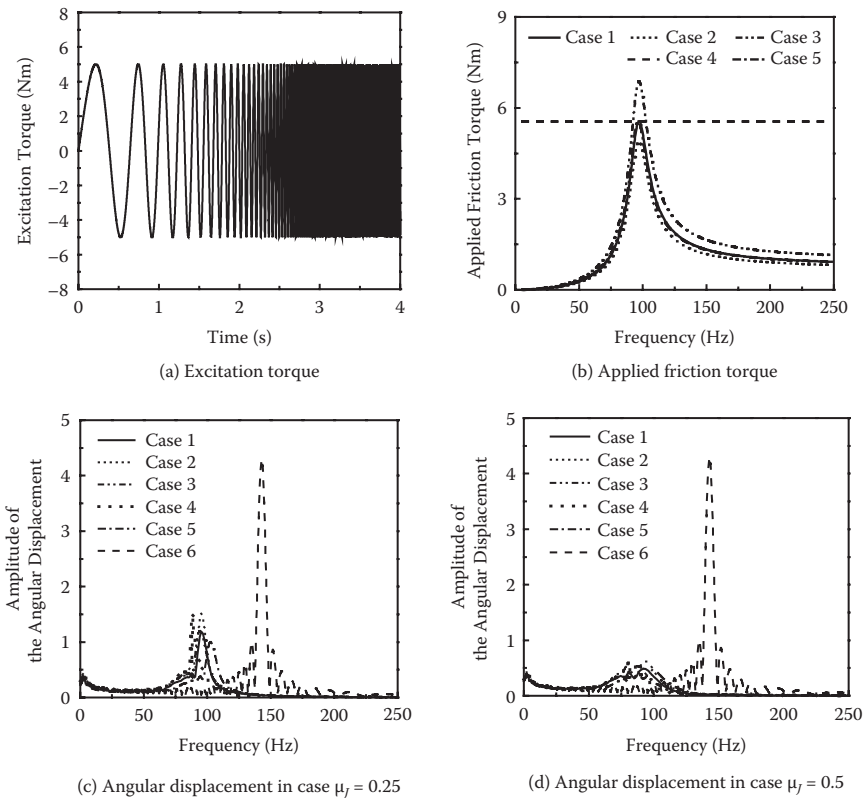 8
6
4
2
0
−2
−4
−6
−8
Excitation Torque (Nm)
0 1 2 3 4
Time (s)
(a) Excitation torque
9
6
3
0
Applied Friction Torque (Nm)
Case 1 Case 2 Case 3
Case 4 Case 5
0 50 100 150 200 250
Frequency (Hz)
(b) Applied friction torque
5
4
3
2
1
0
Amplitude of
the Angular Displacement
Case 1
Case 2
Case 3
Case 4
Case 5
Case 6
0 50 100 150 200 250
Frequency (Hz)
(c) Angular displacement in case μJ = 0.25
5
4
3
2
1
0
Amplitude of
the Angular Displacement
Case 1
Case 2
Case 3
Case 4
Case 5
Case 6
0 50 100 150 200 250
Frequency (Hz)
(d) Angular displacement in case μJ = 0.5